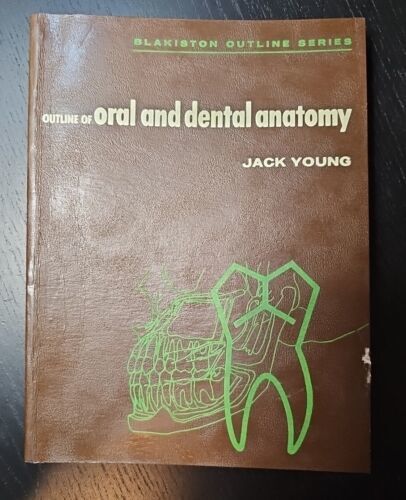 BLAKISTON OUTLINE SERIES
OUTLINE OF oral and dental anatomy
JACK YOUNG